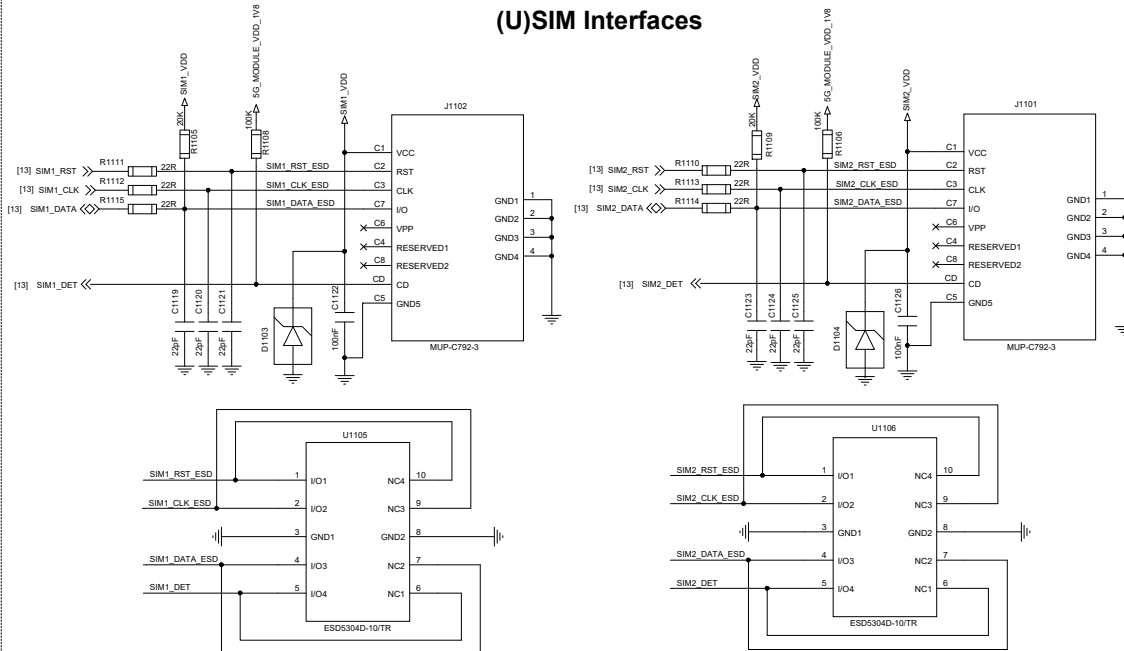 (U)SIM Interfaces
SIM1_VDD
5G_MODULE_VDD_1V8
SIM1_VDD
20K
R1105
100K
R1108
J1102
[13] SIM1_RST
R1111
22R
SIM1_RST_ESD
C2
RST
[13] SIM1_CLK
R1112
22R
SIM1_CLK_ESD
C3
CLK
[13] SIM1_DATA
R1115
22R
SIM1_DATA_ESD
C7
I/O
C1
VCC
C6
VPP
C4
RESERVED1
C8
RESERVED2
[13] SIM1_DET
CD
CD
C5
GND5
GND1
1
GND2
2
GND3
3
GND4
4
C1119
22pF
C1120
22pF
C1121
22pF
D1103
C1122
100nF
MUP-C792-3
SIM2_VDD
5G_MODULE_VDD_1V8
SIM2_VDD
20K
R1109
100K
R1106
J1101
[13] SIM2_RST
R1110
22R
SIM2_RST_ESD
C2
RST
[13] SIM2_CLK
R1113
22R
SIM2_CLK_ESD
C3
CLK
[13] SIM2_DATA
R1114
22R
SIM2_DATA_ESD
C7
I/O
C1
VCC
C6
VPP
C4
RESERVED1
C8
RESERVED2
[13] SIM2_DET
CD
CD
C5
GND5
GND1
1
GND2
2
GND3
3
GND4
4
C1123
22pF
C1124
22pF
C1125
22pF
D1104
C1126
100nF
MUP-C792-3
U1105
SIM1_RST_ESD
1
I/O1
NC4
10
SIM1_CLK_ESD
2
I/O2
NC3
9
3
GND1
GND2
8
SIM1_DATA_ESD
4
I/O3
NC2
7
SIM1_DET
5
I/O4
NC1
6
ESD5304D-10/TR
U1106
SIM2_RST_ESD
1
I/O1
NC4
10
SIM2_CLK_ESD
2
I/O2
NC3
9
3
GND1
GND2
8
SIM2_DATA_ESD
4
I/O3
NC2
7
SIM2_DET
5
I/O4
NC1
6
ESD5304D-10/TR